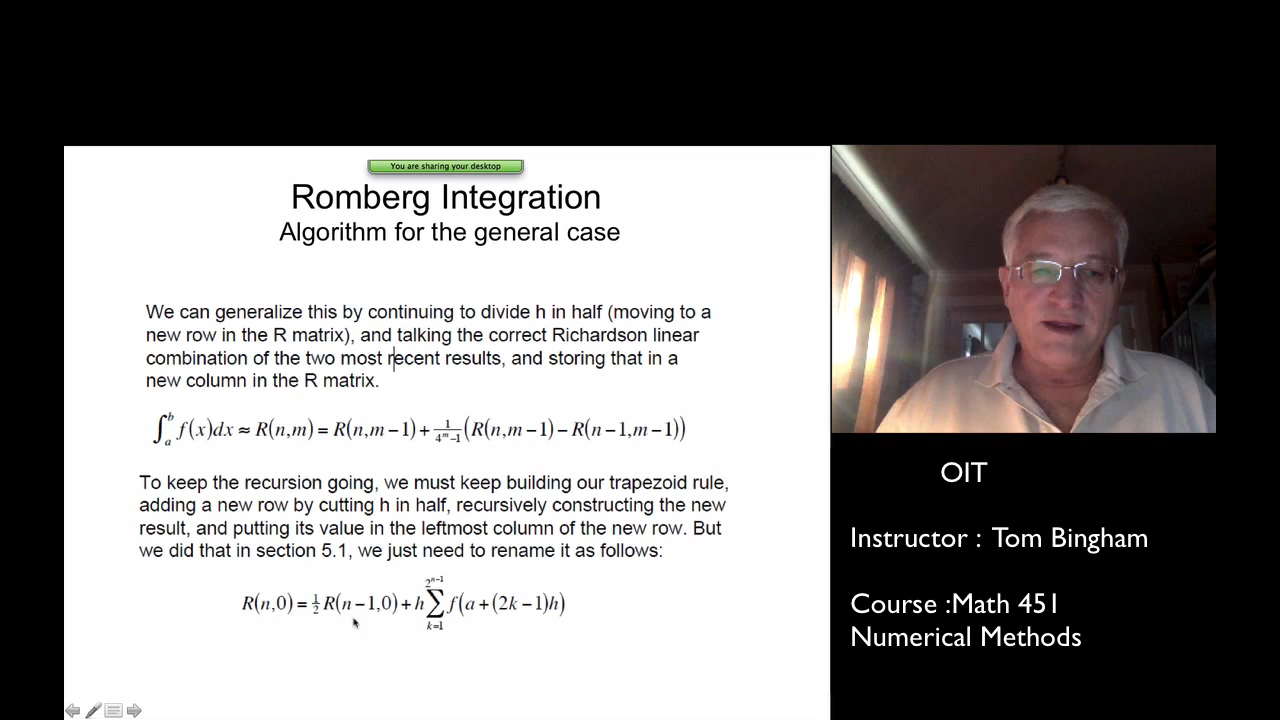 You are sharing your desktop
Romberg Integration
Algorithm for the general case
We can generalize this by continuing to divide h in half (moving to a
new row in the R matrix), and talking the correct Richardson linear
combination of the two most recent results, and storing that in a
new column in the R matrix.
∫_a^b f(x)dx ≈ R(n,m) = R(n,m−1) + 1/(4^m−1) (R(n,m−1) − R(n−1,m−1))
To keep the recursion going, we must keep building our trapezoid rule,
adding a new row by cutting h in half, recursively constructing the new
result, and putting its value in the leftmost column of the new row. But
we did that in section 5.1, we just need to rename it as follows:
R(n,0) = 1/2 R(n−1,0) + h ∑_{k=1}^{2^{n−1}} f(a + (2k−1)h)
OIT
Instructor : Tom Bingham
Course :Math 451
Numerical Methods